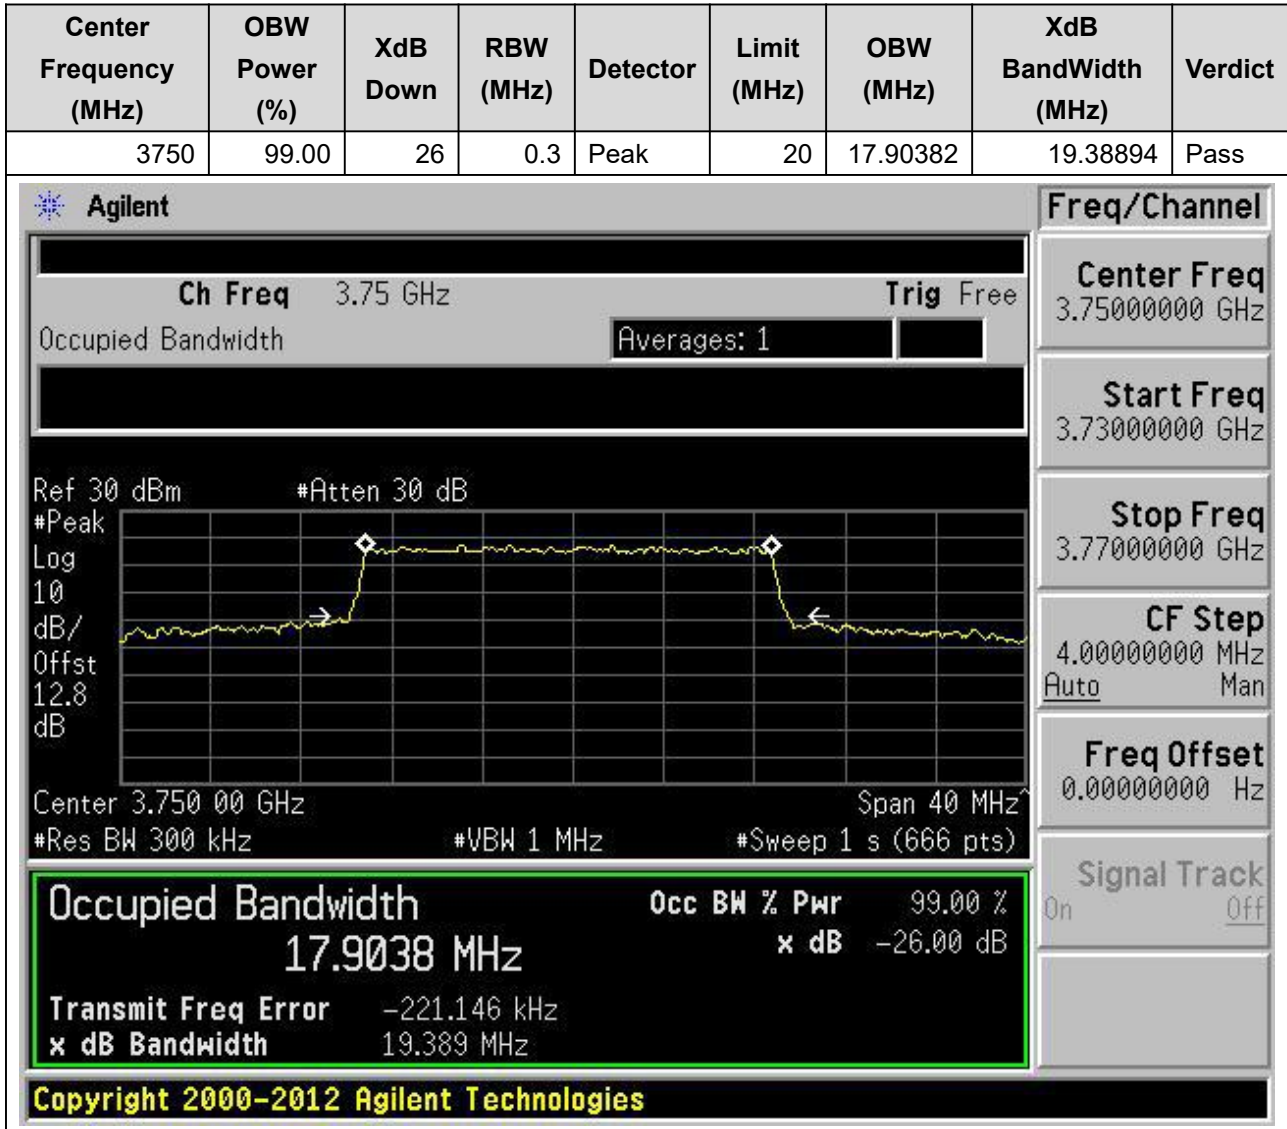 Center Frequency (MHz) OBW Power (%) XdB Down RBW (MHz) Detector Limit (MHz) OBW (MHz) XdB BandWidth (MHz) Verdict
3750 99.00 26 0.3 Peak 20 17.90382 19.38894 Pass
Agilent
Freq/Channel
Ch Freq 3.75 GHz Trig Free
Occupied Bandwidth Averages: 1
Center Freq
3.75000000 GHz
Start Freq
3.73000000 GHz
Stop Freq
3.77000000 GHz
CF Step
4.00000000 MHz
Auto Man
Freq Offset
0.00000000 Hz
Signal Track
On Off
Ref 30 dBm #Atten 30 dB
#Peak
Log
10
dB/
Offst
12.8
dB
Center 3.750 00 GHz Span 40 MHz^
#Res BW 300 kHz #VBW 1 MHz #Sweep 1 s (666 pts)
Occupied Bandwidth Occ BW % Pwr 99.00 %
17.9038 MHz x dB -26.00 dB
Transmit Freq Error -221.146 kHz
x dB Bandwidth 19.389 MHz
Copyright 2000-2012 Agilent Technologies